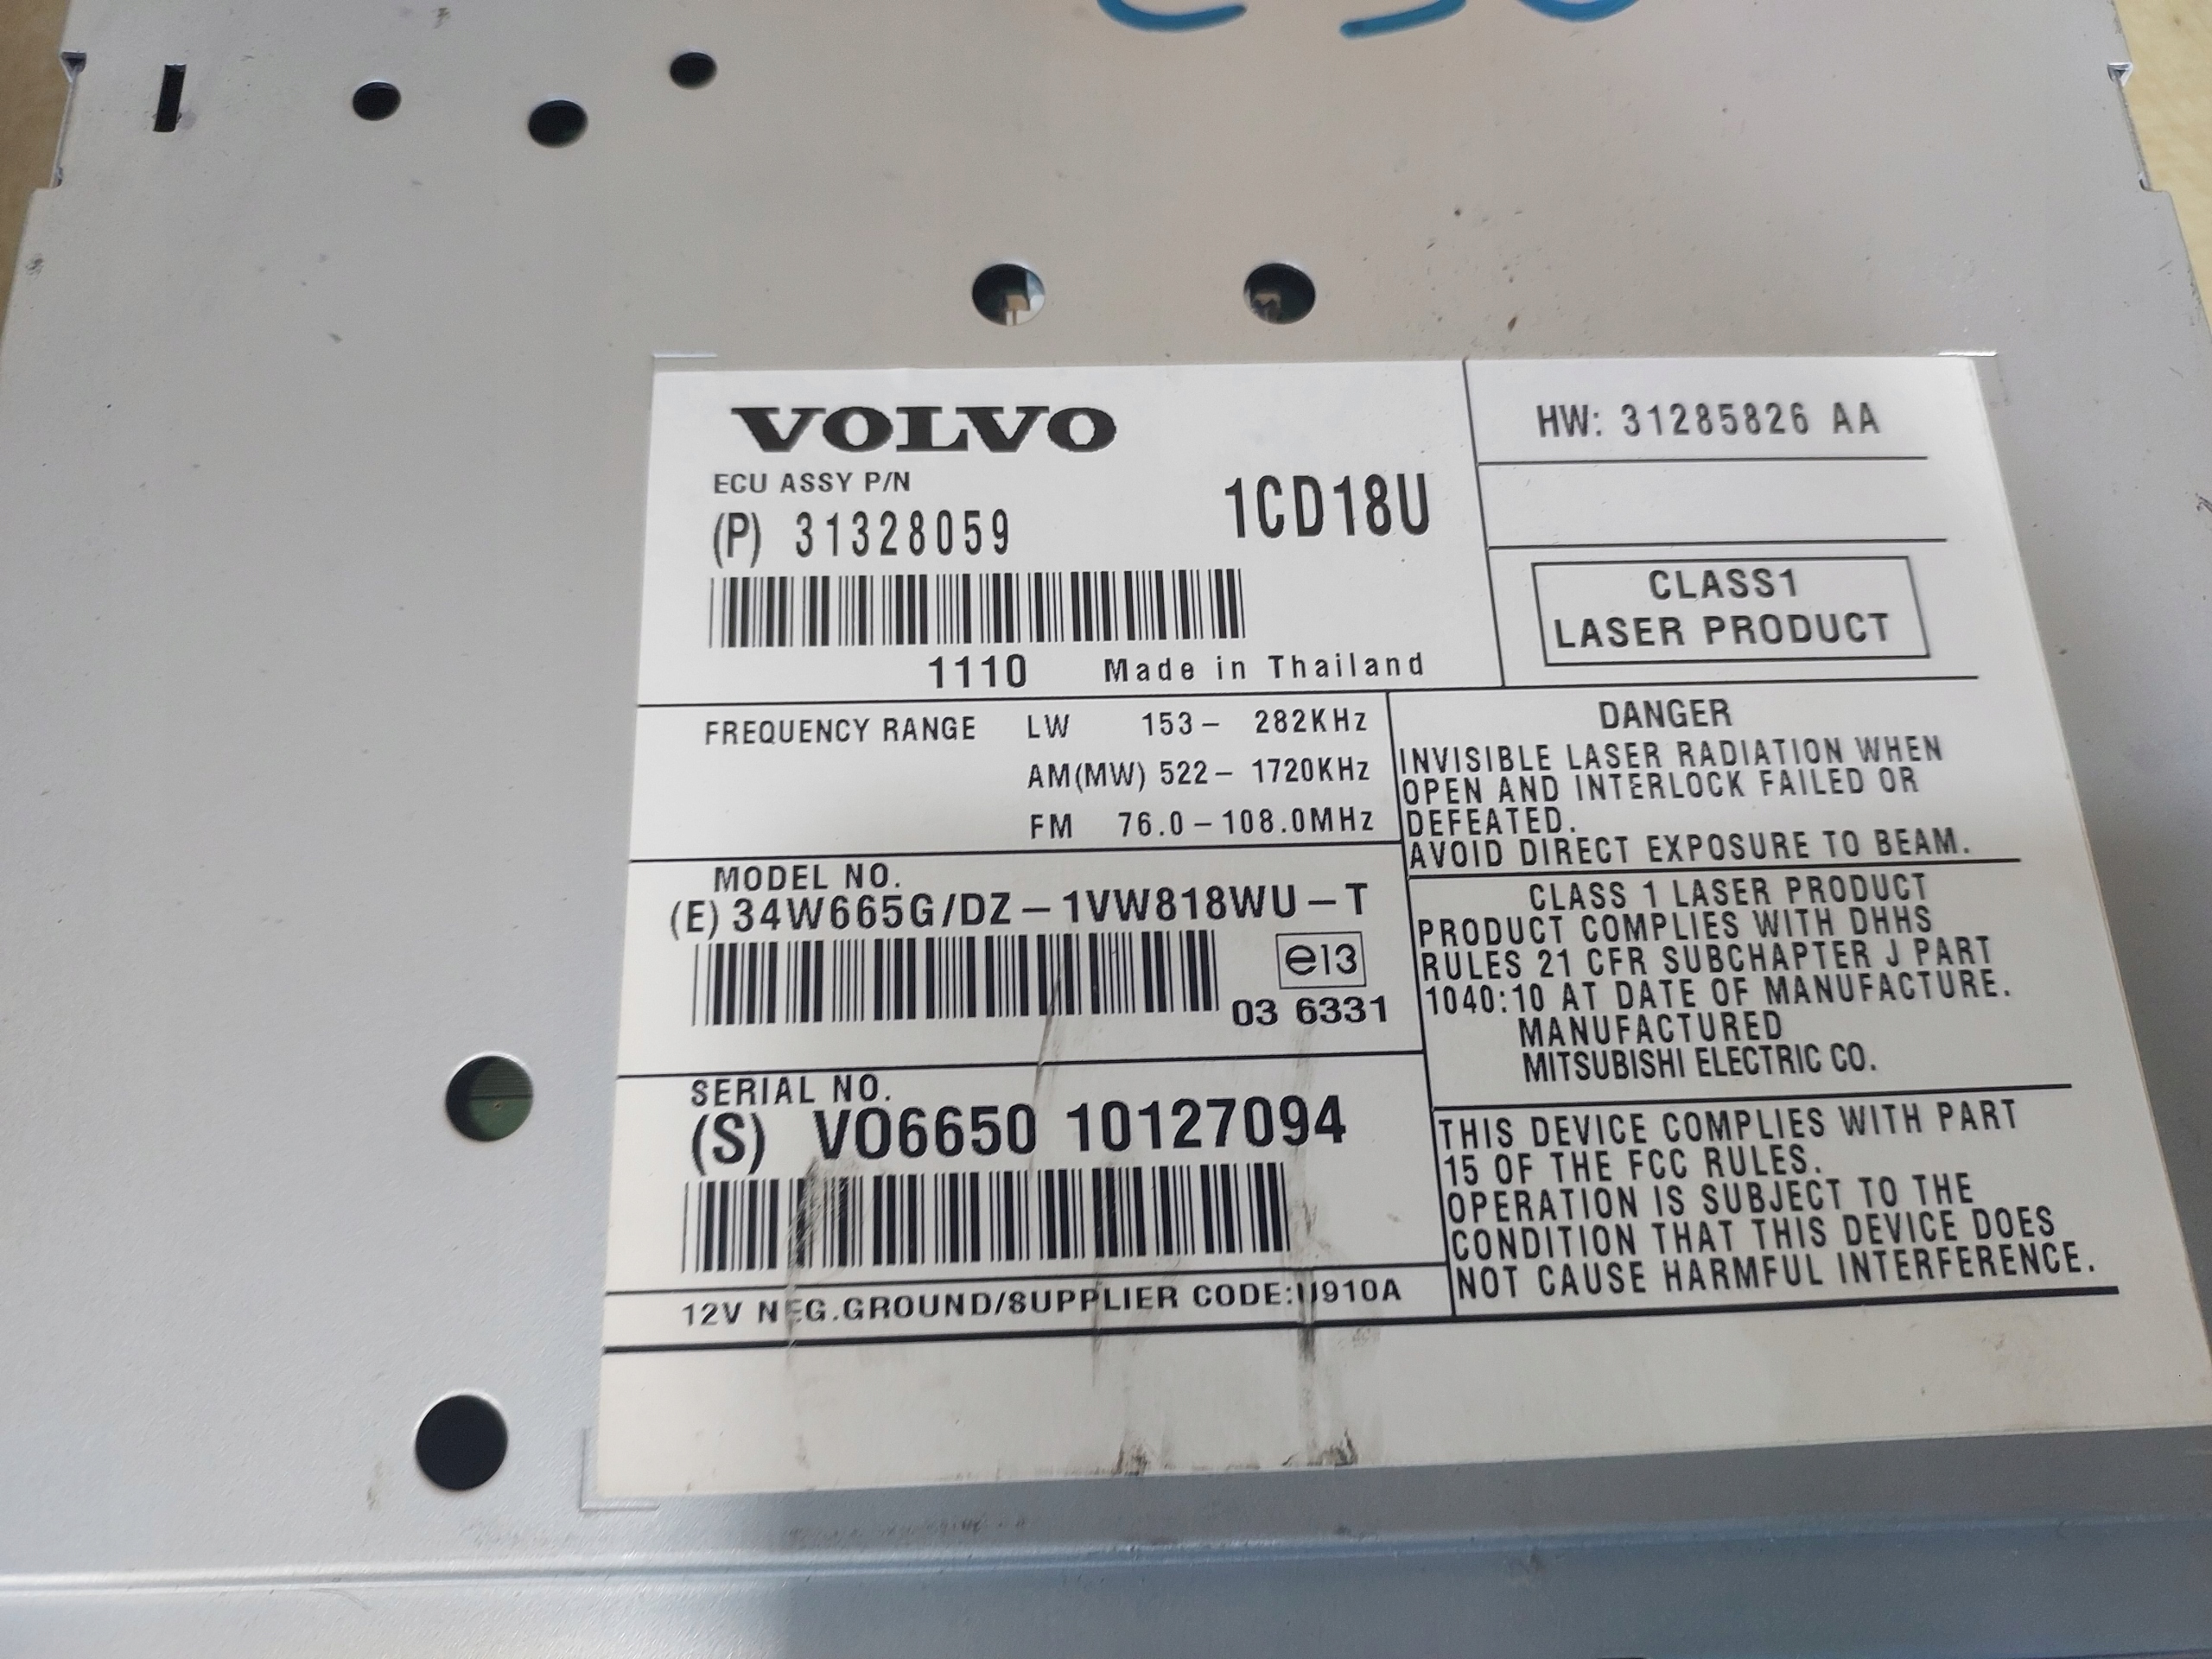 VOLVO
ECU ASSY P/N
(P) 31328059
1CD18U
1110 Made in Thailand
HW: 31285826 AA
CLASS1
LASER PRODUCT
FREQUENCY RANGE LW 153- 282KHz
AM(MW) 522- 1720KHz
FM 76.0-108.0MHz
DANGER
INVISIBLE LASER RADIATION WHEN
OPEN AND INTERLOCK FAILED OR
DEFEATED.
AVOID DIRECT EXPOSURE TO BEAM.
MODEL NO.
(E) 34W665G/DZ-1VW818WU-T
e13
03 6331
CLASS 1 LASER PRODUCT
PRODUCT COMPLIES WITH DHHS
RULES 21 CFR SUBCHAPTER J PART
1040:10 AT DATE OF MANUFACTURE.
MANUFACTURED
MITSUBISHI ELECTRIC CO.
SERIAL NO.
(S) VO6650 10127094
THIS DEVICE COMPLIES WITH PART
15 OF THE FCC RULES.
OPERATION IS SUBJECT TO THE
CONDITION THAT THIS DEVICE DOES
NOT CAUSE HARMFUL INTERFERENCE.
12V NEG.GROUND/SUPPLIER CODE:U910A